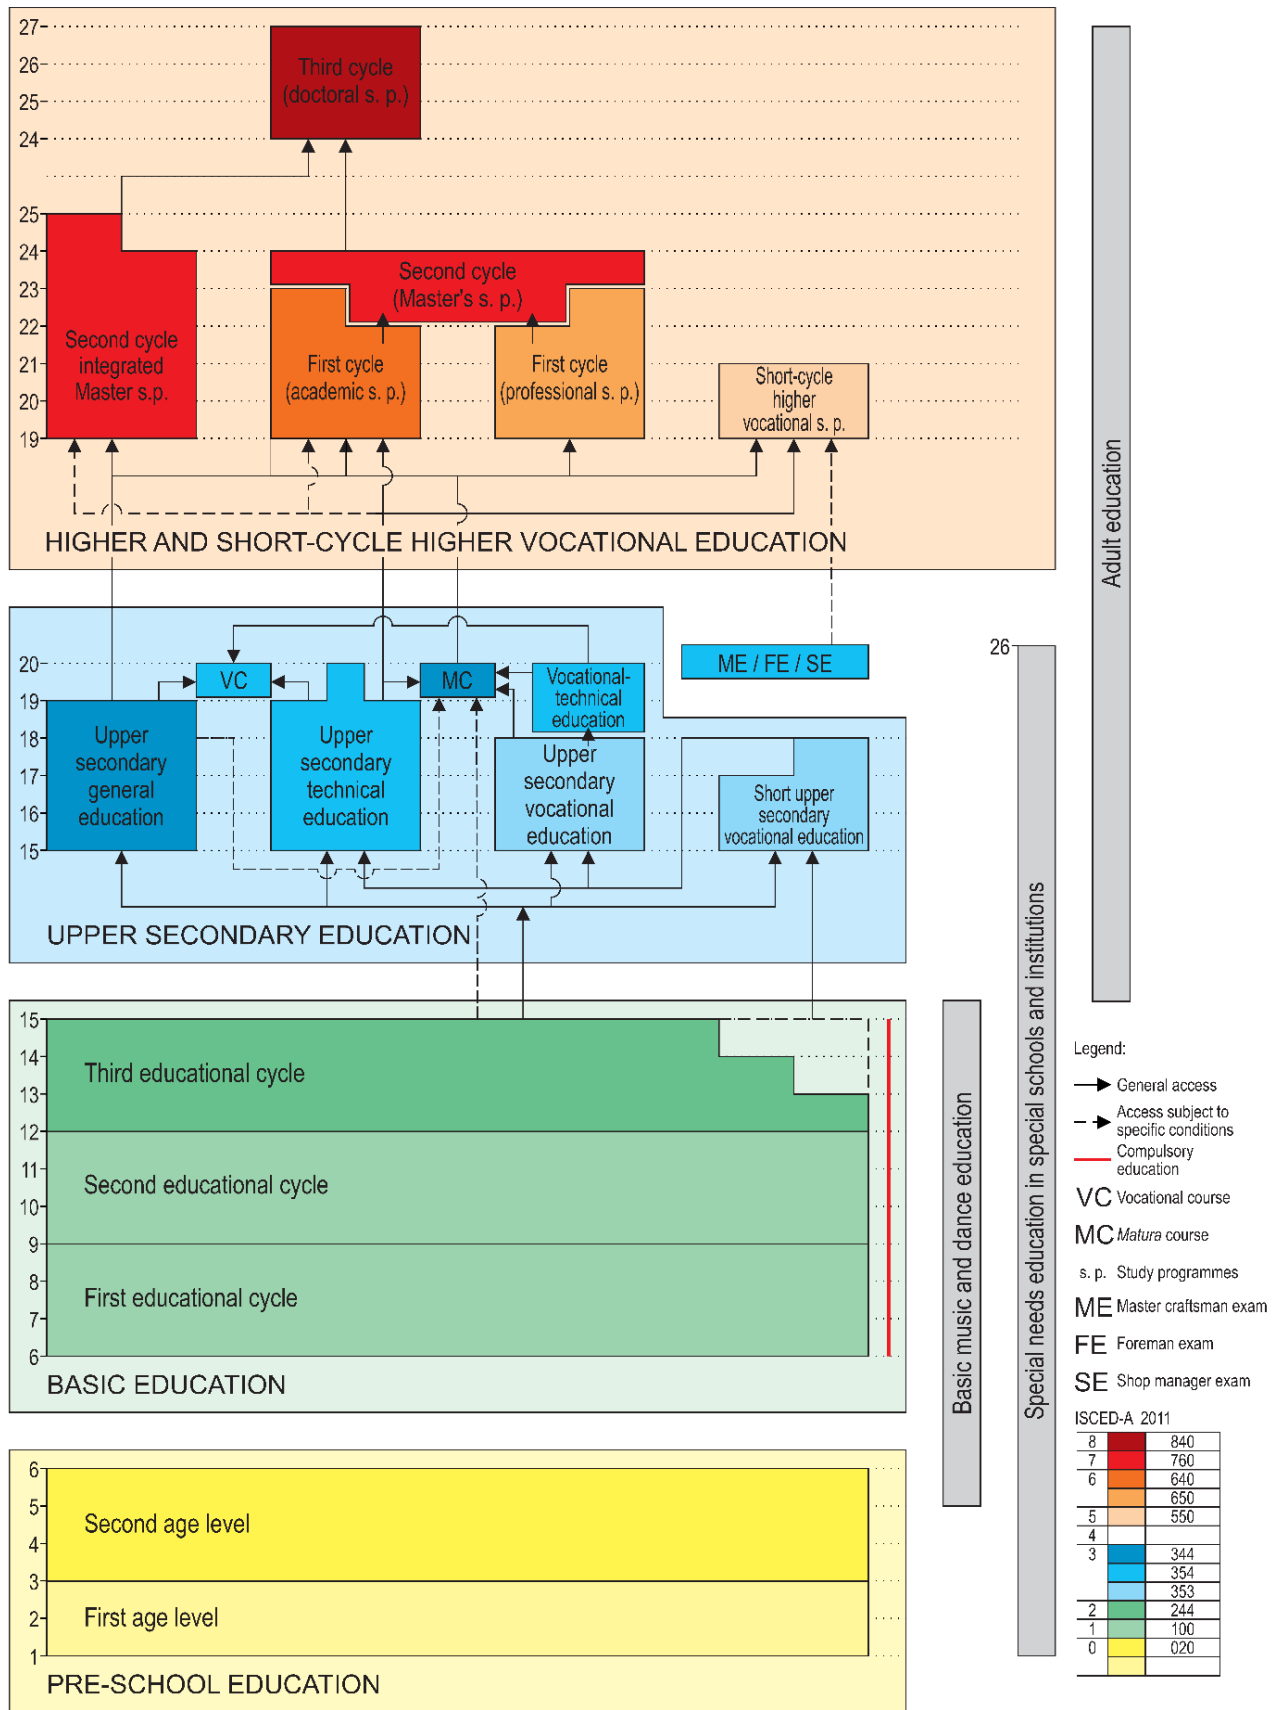 27
26
25
24
25
24
23
22
21
20
19
Third cycle
(doctoral s. p.)
Second cycle
(Master's s. p.)
Second cycle
integrated
Master s.p.
First cycle
(academic s. p.)
First cycle
(professional s. p.)
Short-cycle
higher
vocational s. p.
HIGHER AND SHORT-CYCLE HIGHER VOCATIONAL EDUCATION
20
19
18
17
16
15
VC
MC
Vocational-
technical
education
ME / FE / SE
Upper
secondary
general
education
Upper
secondary
technical
education
Upper
secondary
vocational
education
Short upper
secondary
vocational education
UPPER SECONDARY EDUCATION
15
14
13
12
11
10
9
8
7
6
Third educational cycle
Second educational cycle
First educational cycle
BASIC EDUCATION
6
5
4
3
2
1
Second age level
First age level
PRE-SCHOOL EDUCATION
Basic music and dance education
26
Special needs education in special schools and institutions
Adult education
Legend:
General access
Access subject to
specific conditions
Compulsory
education
VC Vocational course
MC Matura course
s. p. Study programmes
ME Master craftsman exam
FE Foreman exam
SE Shop manager exam
ISCED-A 2011
8 840
7 760
6 640
650
5 550
4
3 344
354
353
2 244
1 100
0 020